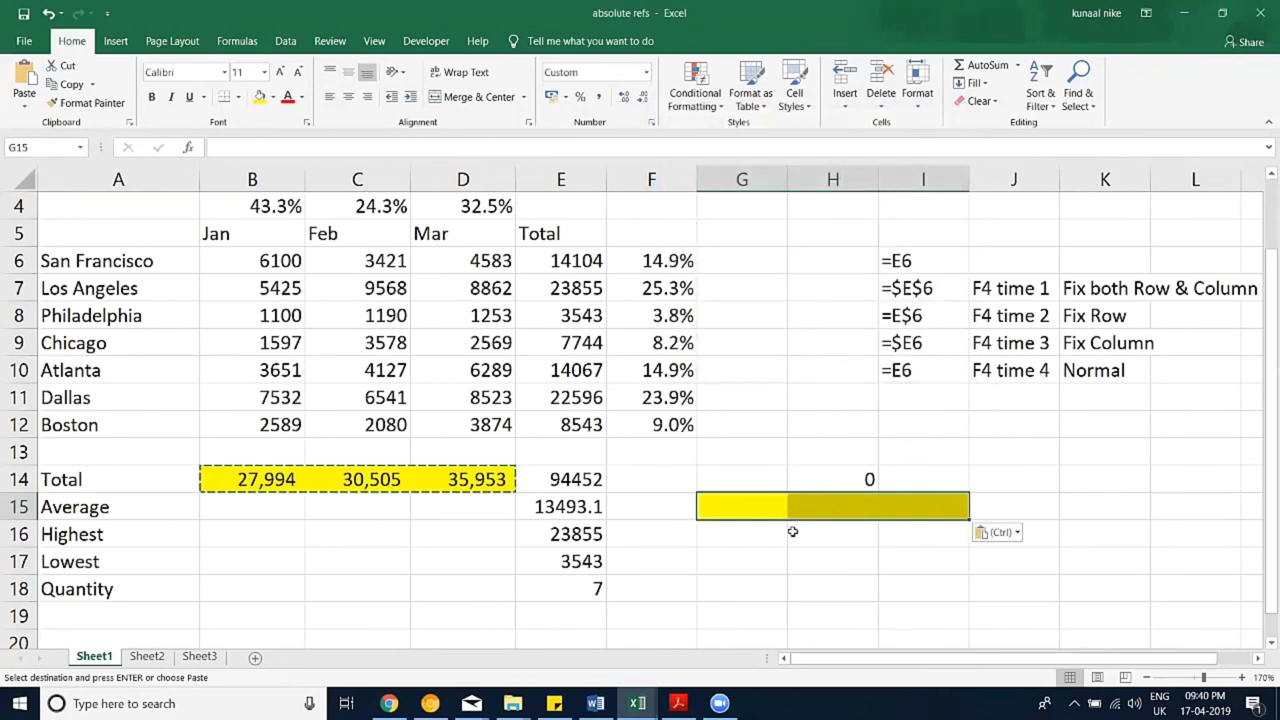 absolute refs - Excel
kunaal nike
File Home Insert Page Layout Formulas Data Review View Developer Help Tell me what you want to do Share
Paste Cut Copy Format Painter Clipboard
Calibri 11 A A B I U A Font
Wrap Text Merge & Center Alignment
Custom % , Number
Conditional Formatting Format as Table Cell Styles Styles
Insert Delete Format Cells
AutoSum Fill Clear Sort & Filter Find & Select Editing
G15 fx
A B C D E F G H I J K L
4 43.3% 24.3% 32.5%
5 Jan Feb Mar Total
6 San Francisco 6100 3421 4583 14104 14.9% =E6
7 Los Angeles 5425 9568 8862 23855 25.3% =$E$6 F4 time 1 Fix both Row & Column
8 Philadelphia 1100 1190 1253 3543 3.8% =E$6 F4 time 2 Fix Row
9 Chicago 1597 3578 2569 7744 8.2% =$E6 F4 time 3 Fix Column
10 Atlanta 3651 4127 6289 14067 14.9% =E6 F4 time 4 Normal
11 Dallas 7532 6541 8523 22596 23.9%
12 Boston 2589 2080 3874 8543 9.0%
13
14 Total 27,994 30,505 35,953 94452 0
15 Average 13493.1
16 Highest 23855
(Ctrl)
17 Lowest 3543
18 Quantity 7
19
20
Sheet1 Sheet2 Sheet3
Select destination and press ENTER or choose Paste
170%
Type here to search
ENG 09:40 PM
UK 17-04-2019